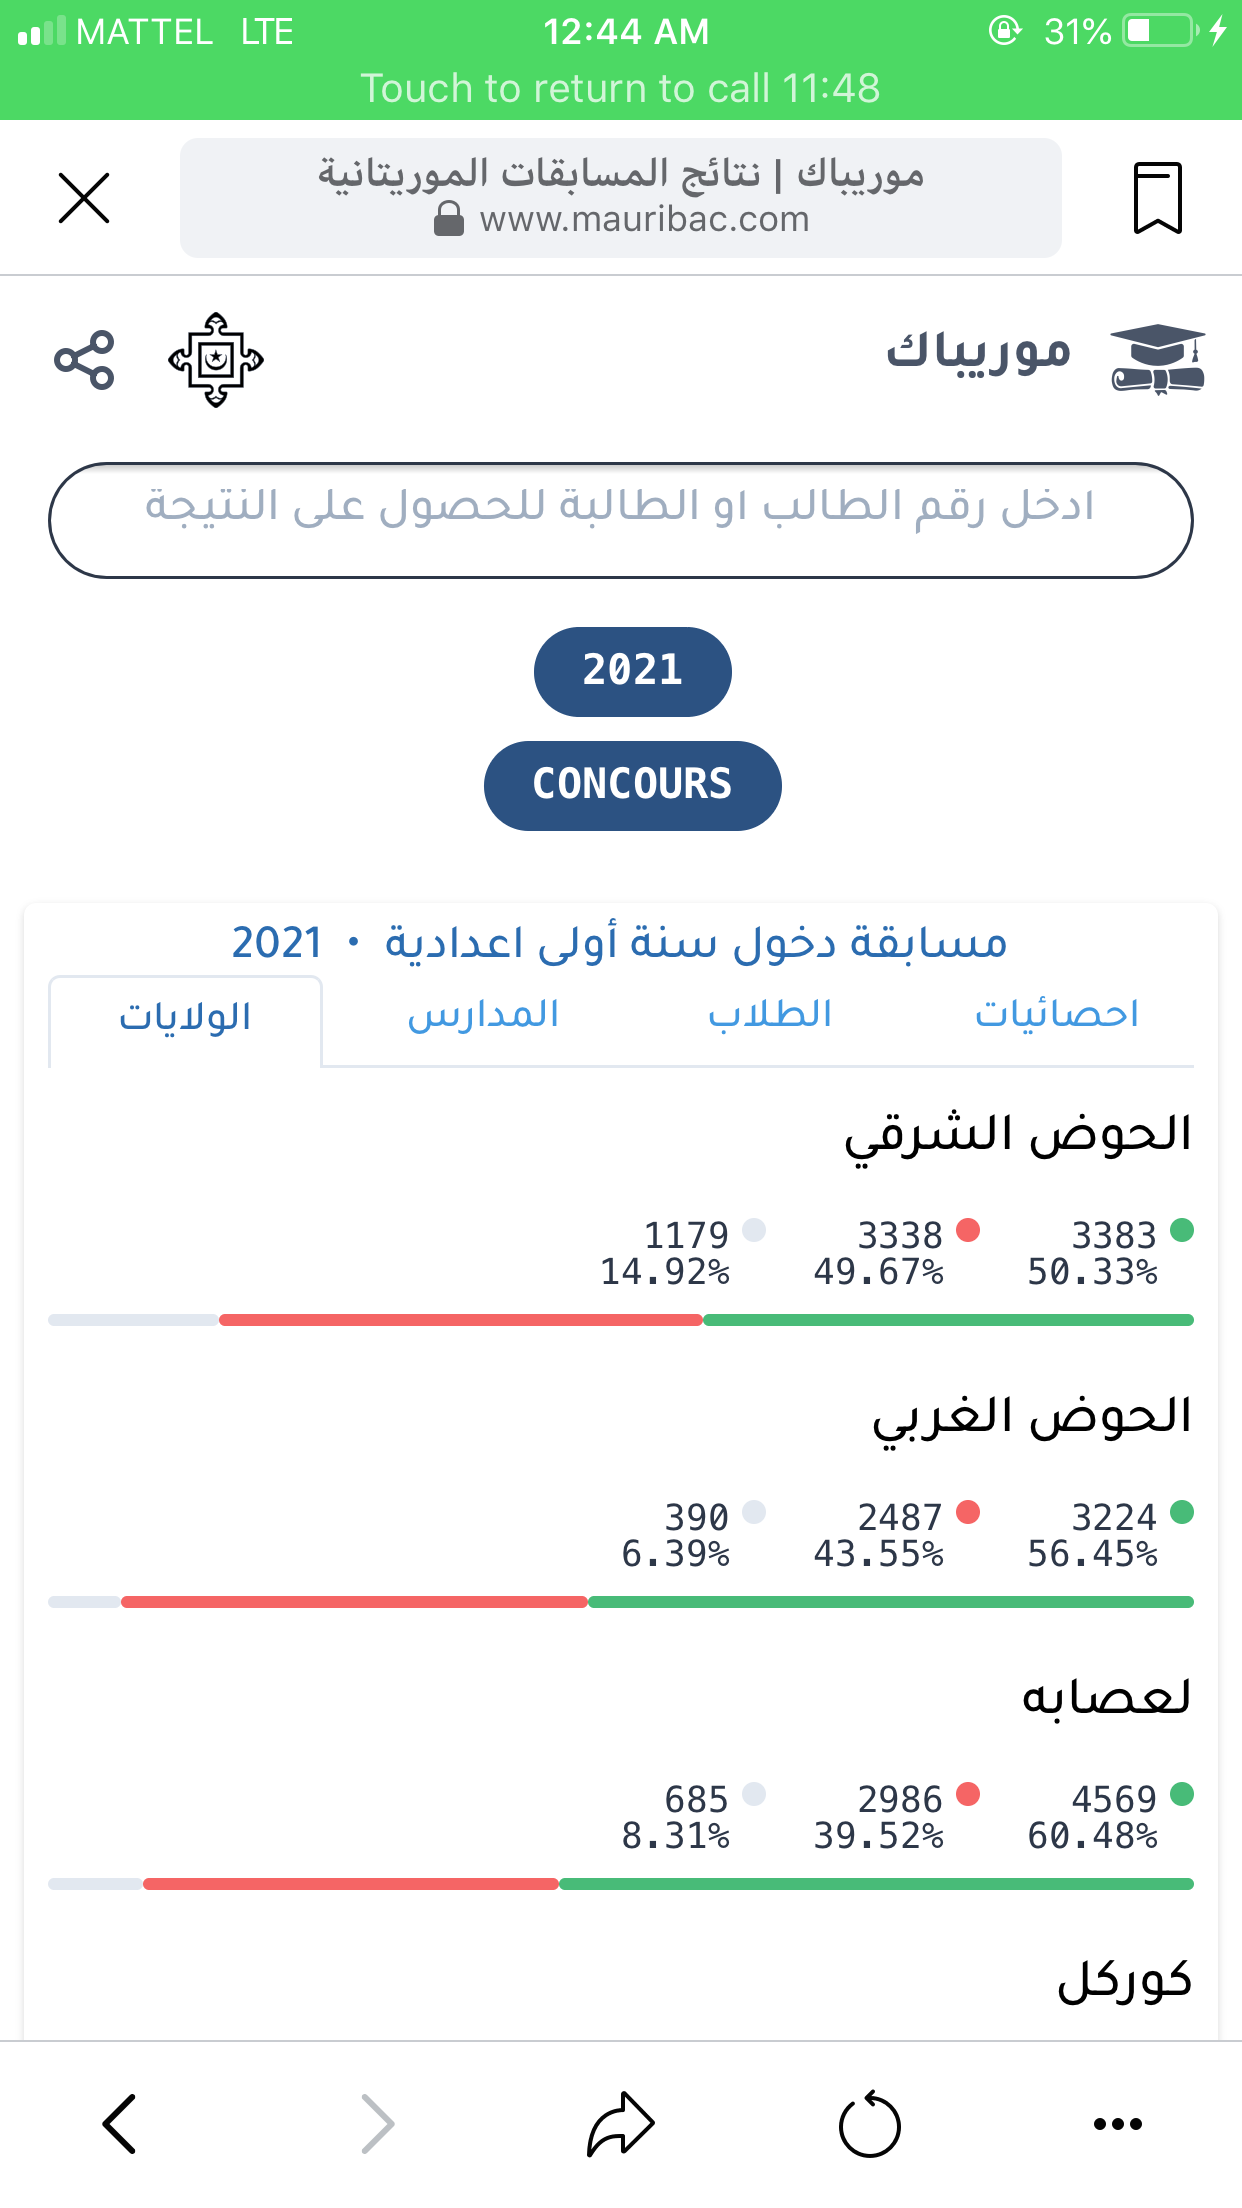 MATTEL LTE 12:44 AM 31%
Touch to return to call 11:48
موريباك | نتائج المسابقات الموريتانية
www.mauribac.com
موريباك
ادخل رقم الطالب او الطالبة للحصول على النتيجة
2021
CONCOURS
مسابقة دخول سنة أولى اعدادية • 2021
احصائيات الطلاب المدارس الولايات
الحوض الشرقي
3383 3338 1179
50.33% 49.67% 14.92%
الحوض الغربي
3224 2487 390
56.45% 43.55% 6.39%
لعصابه
4569 2986 685
60.48% 39.52% 8.31%
كوركل